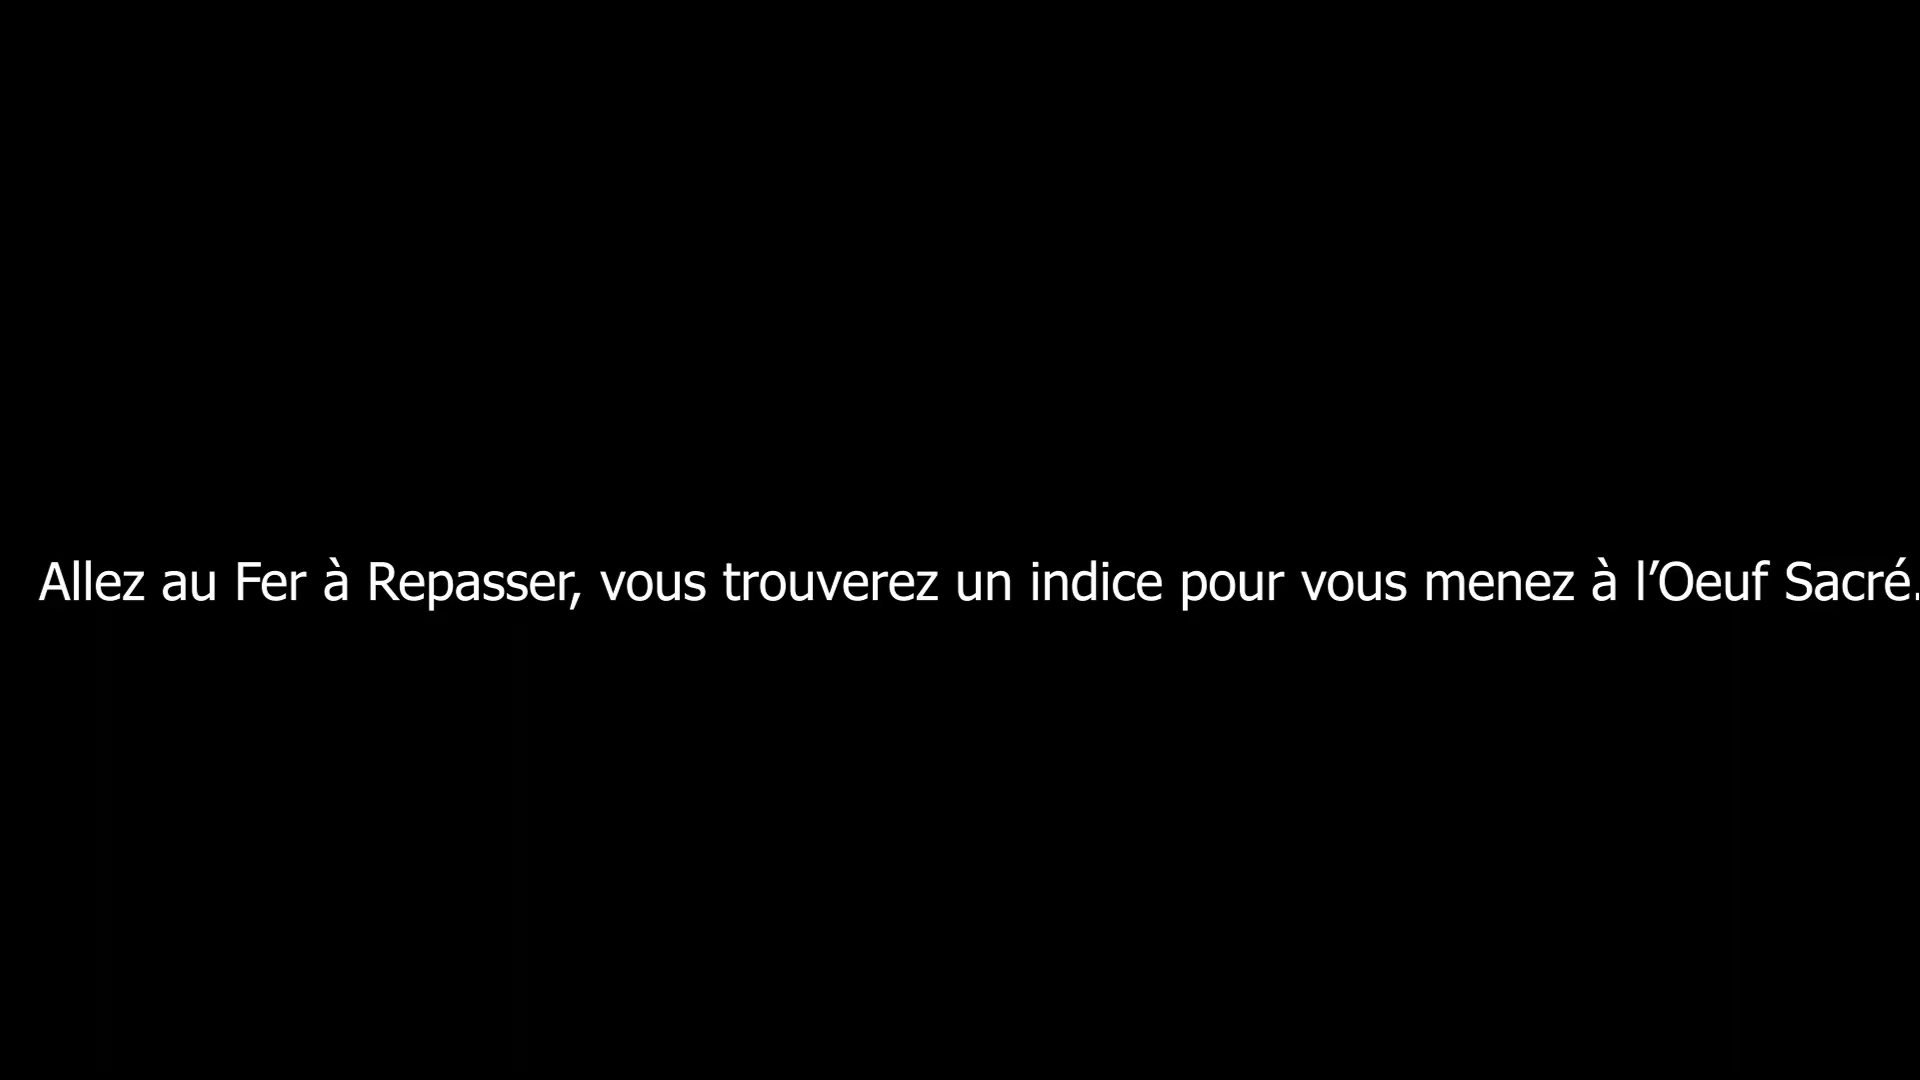 Allez au Fer à Repasser, vous trouverez un indice pour vous menez à l’Oeuf Sacré.